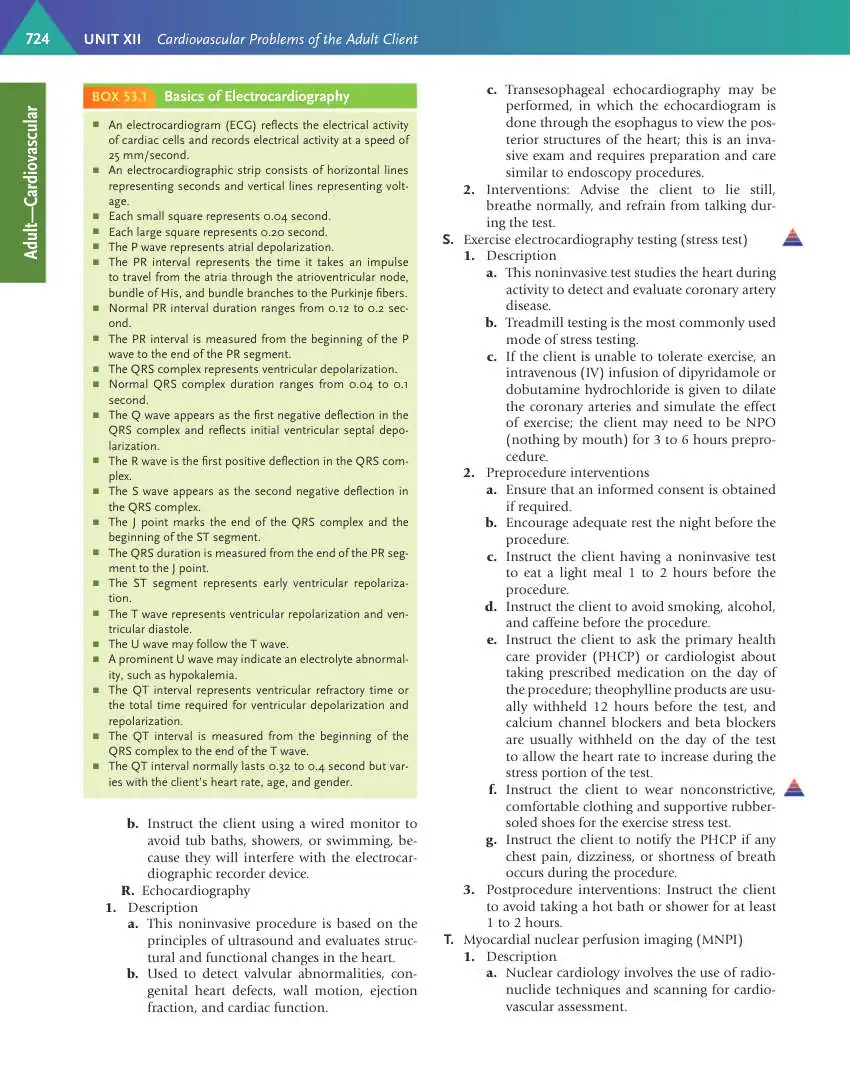 724
UNIT XII Cardiovascular Problems of the Adult Client
Adult—Cardiovascular
BOX 53.1 Basics of Electrocardiography
■ An electrocardiogram (ECG) reflects the electrical activity
of cardiac cells and records electrical activity at a speed of
25 mm/second.
■ An electrocardiographic strip consists of horizontal lines
representing seconds and vertical lines representing volt-
age.
■ Each small square represents 0.04 second.
■ Each large square represents 0.20 second.
■ The P wave represents atrial depolarization.
■ The PR interval represents the time it takes an impulse
to travel from the atria through the atrioventricular node,
bundle of His, and bundle branches to the Purkinje fibers.
■ Normal PR interval duration ranges from 0.12 to 0.2 sec-
ond.
■ The PR interval is measured from the beginning of the P
wave to the end of the PR segment.
■ The QRS complex represents ventricular depolarization.
■ Normal QRS complex duration ranges from 0.04 to 0.1
second.
■ The Q wave appears as the first negative deflection in the
QRS complex and reflects initial ventricular septal depo-
larization.
■ The R wave is the first positive deflection in the QRS com-
plex.
■ The S wave appears as the second negative deflection in
the QRS complex.
■ The J point marks the end of the QRS complex and the
beginning of the ST segment.
■ The QRS duration is measured from the end of the PR seg-
ment to the J point.
■ The ST segment represents early ventricular repolariza-
tion.
■ The T wave represents ventricular repolarization and ven-
tricular diastole.
■ The U wave may follow the T wave.
■ A prominent U wave may indicate an electrolyte abnormal-
ity, such as hypokalemia.
■ The QT interval represents ventricular refractory time or
the total time required for ventricular depolarization and
repolarization.
■ The QT interval is measured from the beginning of the
QRS complex to the end of the T wave.
■ The QT interval normally lasts 0.32 to 0.4 second but var-
ies with the client's heart rate, age, and gender.
b. Instruct the client using a wired monitor to
avoid tub baths, showers, or swimming, be-
cause they will interfere with the electrocar-
diographic recorder device.
R. Echocardiography
1. Description
a. This noninvasive procedure is based on the
principles of ultrasound and evaluates struc-
tural and functional changes in the heart.
b. Used to detect valvular abnormalities, con-
genital heart defects, wall motion, ejection
fraction, and cardiac function.
c. Transesophageal echocardiography may be
performed, in which the echocardiogram is
done through the esophagus to view the pos-
terior structures of the heart; this is an inva-
sive exam and requires preparation and care
similar to endoscopy procedures.
2. Interventions: Advise the client to lie still,
breathe normally, and refrain from talking dur-
ing the test.
S. Exercise electrocardiography testing (stress test)
1. Description
a. This noninvasive test studies the heart during
activity to detect and evaluate coronary artery
disease.
b. Treadmill testing is the most commonly used
mode of stress testing.
c. If the client is unable to tolerate exercise, an
intravenous (IV) infusion of dipyridamole or
dobutamine hydrochloride is given to dilate
the coronary arteries and simulate the effect
of exercise; the client may need to be NPO
(nothing by mouth) for 3 to 6 hours prepro-
cedure.
2. Preprocedure interventions
a. Ensure that an informed consent is obtained
if required.
b. Encourage adequate rest the night before the
procedure.
c. Instruct the client having a noninvasive test
to eat a light meal 1 to 2 hours before the
procedure.
d. Instruct the client to avoid smoking, alcohol,
and caffeine before the procedure.
e. Instruct the client to ask the primary health
care provider (PHCP) or cardiologist about
taking prescribed medication on the day of
the procedure; theophylline products are usu-
ally withheld 12 hours before the test, and
calcium channel blockers and beta blockers
are usually withheld on the day of the test
to allow the heart rate to increase during the
stress portion of the test.
f. Instruct the client to wear nonconstrictive,
comfortable clothing and supportive rubber-
soled shoes for the exercise stress test.
g. Instruct the client to notify the PHCP if any
chest pain, dizziness, or shortness of breath
occurs during the procedure.
3. Postprocedure interventions: Instruct the client
to avoid taking a hot bath or shower for at least
1 to 2 hours.
T. Myocardial nuclear perfusion imaging (MNPI)
1. Description
a. Nuclear cardiology involves the use of radio-
nuclide techniques and scanning for cardio-
vascular assessment.